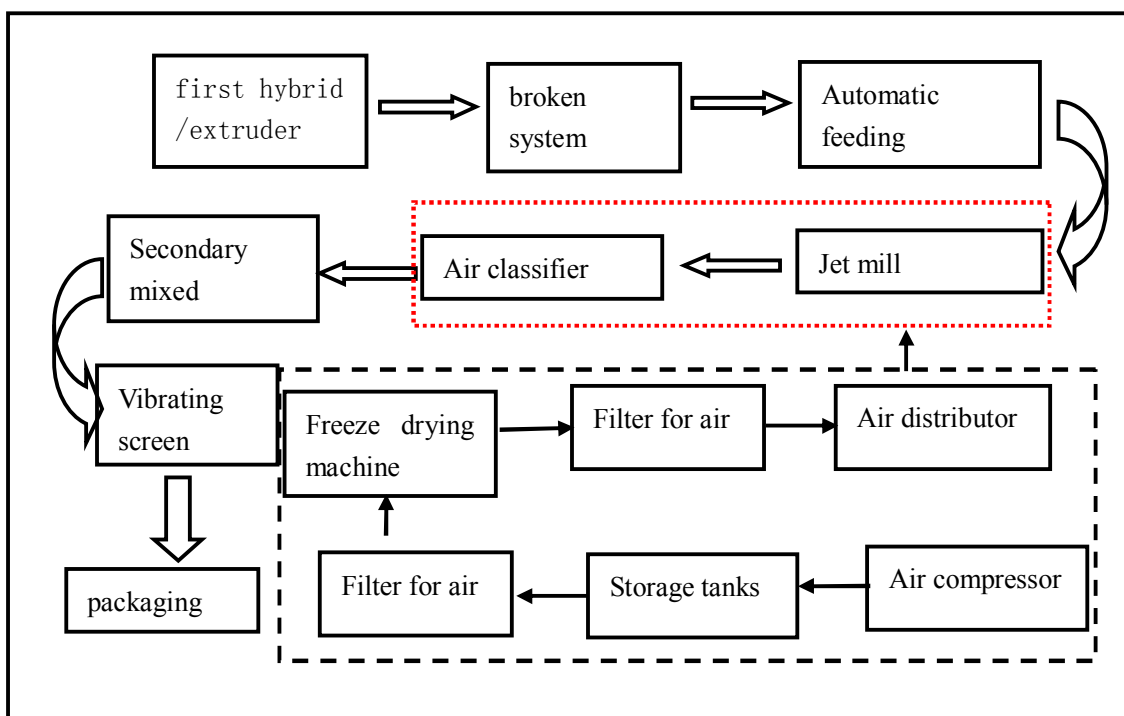 first hybrid
/extruder
broken
system
Automatic
feeding
Secondary
mixed
Air classifier
Jet mill
Vibrating
screen
Freeze drying
machine
Filter for air
Air distributor
packaging
Filter for air
Storage tanks
Air compressor